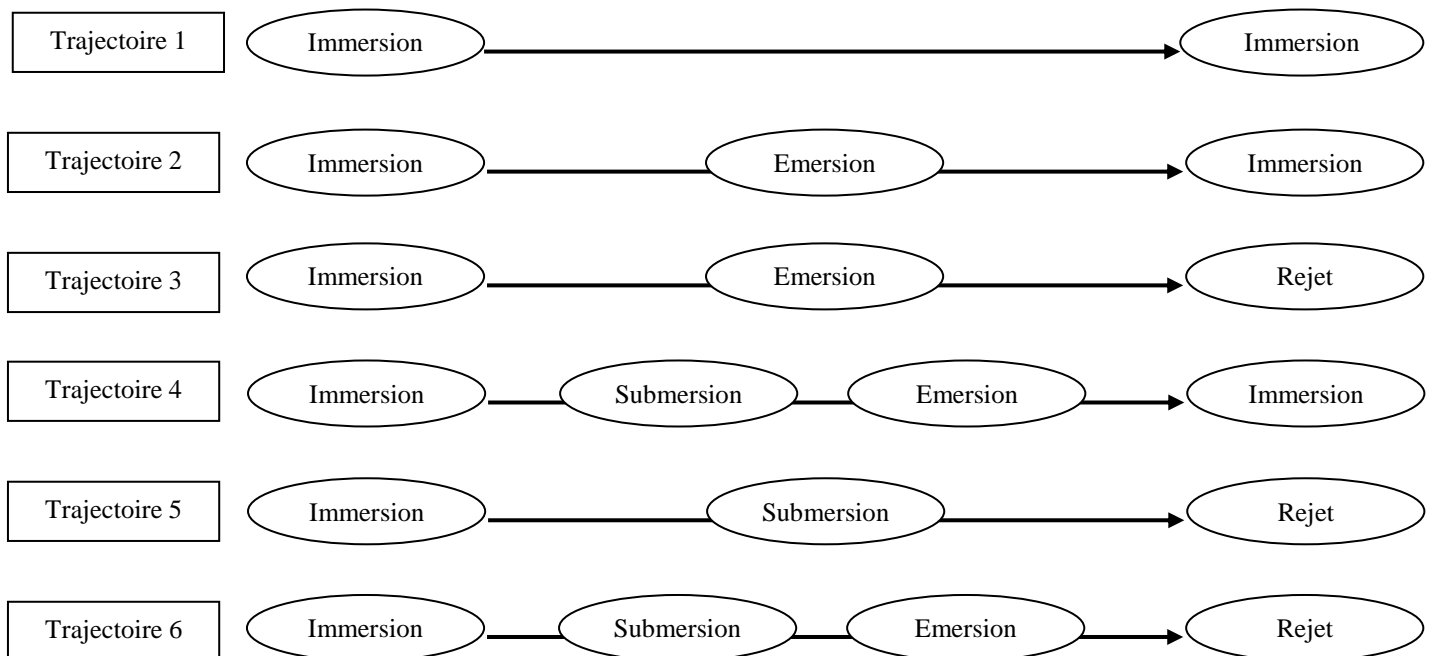 Trajectoire 1 Immersion Immersion
Trajectoire 2 Immersion Emersion Immersion
Trajectoire 3 Immersion Emersion Rejet
Trajectoire 4 Immersion Submersion Emersion Immersion
Trajectoire 5 Immersion Submersion Rejet
Trajectoire 6 Immersion Submersion Emersion Rejet